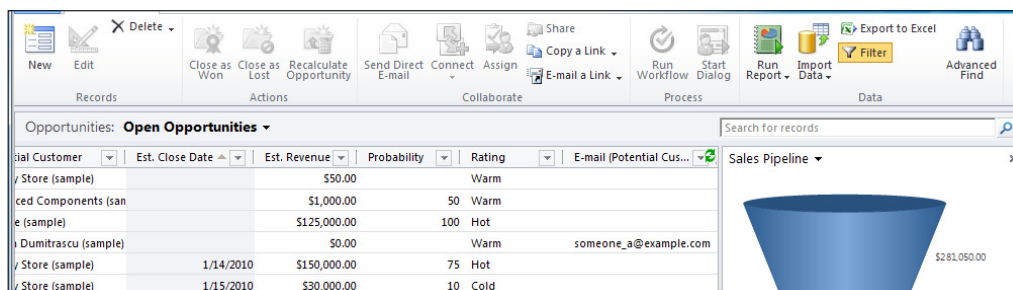 New
Edit
Delete
Records
Close as Won
Close as Lost
Recalculate Opportunity
Actions
Send Direct E-mail
Connect
Assign
Share
Copy a Link
E-mail a Link
Collaborate
Run Workflow
Start Dialog
Process
Run Report
Import Data
Export to Excel
Filter
Advanced Find
Data
Opportunities: Open Opportunities
Search for records
tial Customer Est. Close Date Est. Revenue Probability Rating E-mail (Potential Cus...
y Store (sample) $50.00 Warm
ced Components (san $1,000.00 50 Warm
e (sample) $125,000.00 100 Hot
Dumitrascu (sample) $0.00 Warm someone_a@example.com
y Store (sample) 1/14/2010 $150,000.00 75 Hot
y Store (sample) 1/15/2010 $30,000.00 10 Cold
Sales Pipeline
$281,050.00